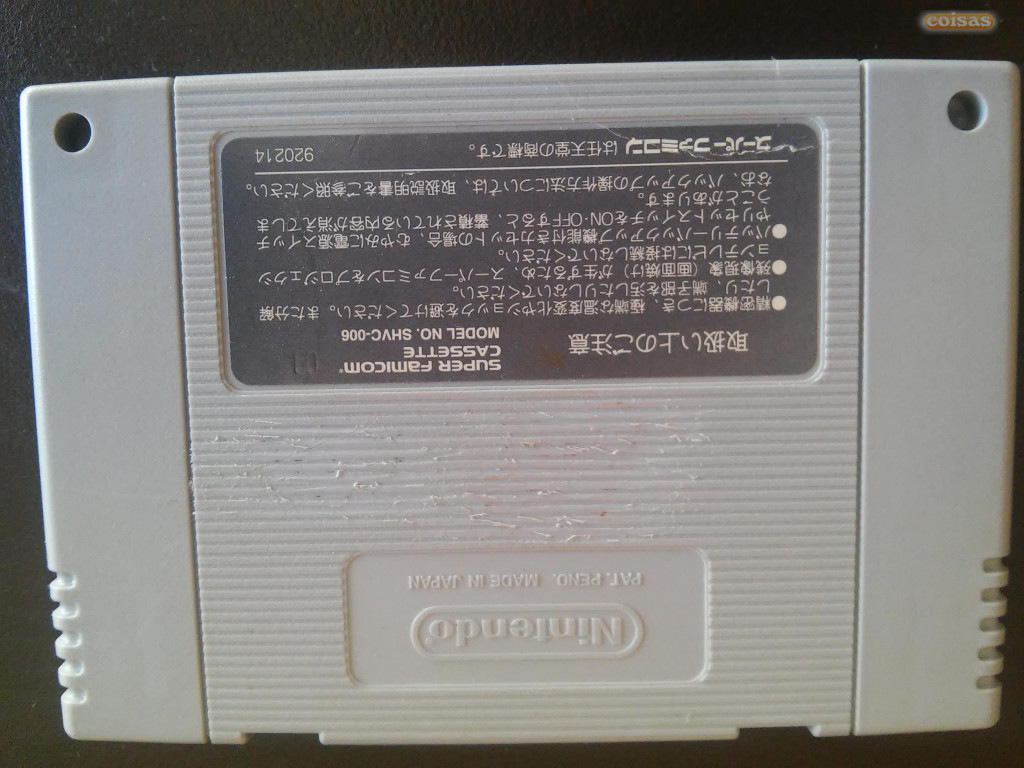 coisas
Nintendo
PAT. PEND. MADE IN JAPAN
取扱い上のご注意
SUPER FAMICOM
CASSETTE
MODEL NO. SHVC-006
●精密機器につき、極端な温度変化やショックを避けてください。また分解
したり、端子部を汚したりしないでください。
●残像現象（画面焼け）が生ずるため、スーパーファミコンをプロジェクショ
ンテレビには接続しないでください。
●バッテリーバックアップ機能付きカセットの場合、むやみに電源スイッチ
やリセットスイッチをON-OFFすると、蓄積されている内容が消えてしま
うことがあります。
なお、バックアップの操作方法については、取扱説明書をご参照ください。
スーパーファミコンは任天堂の商標です。
920214